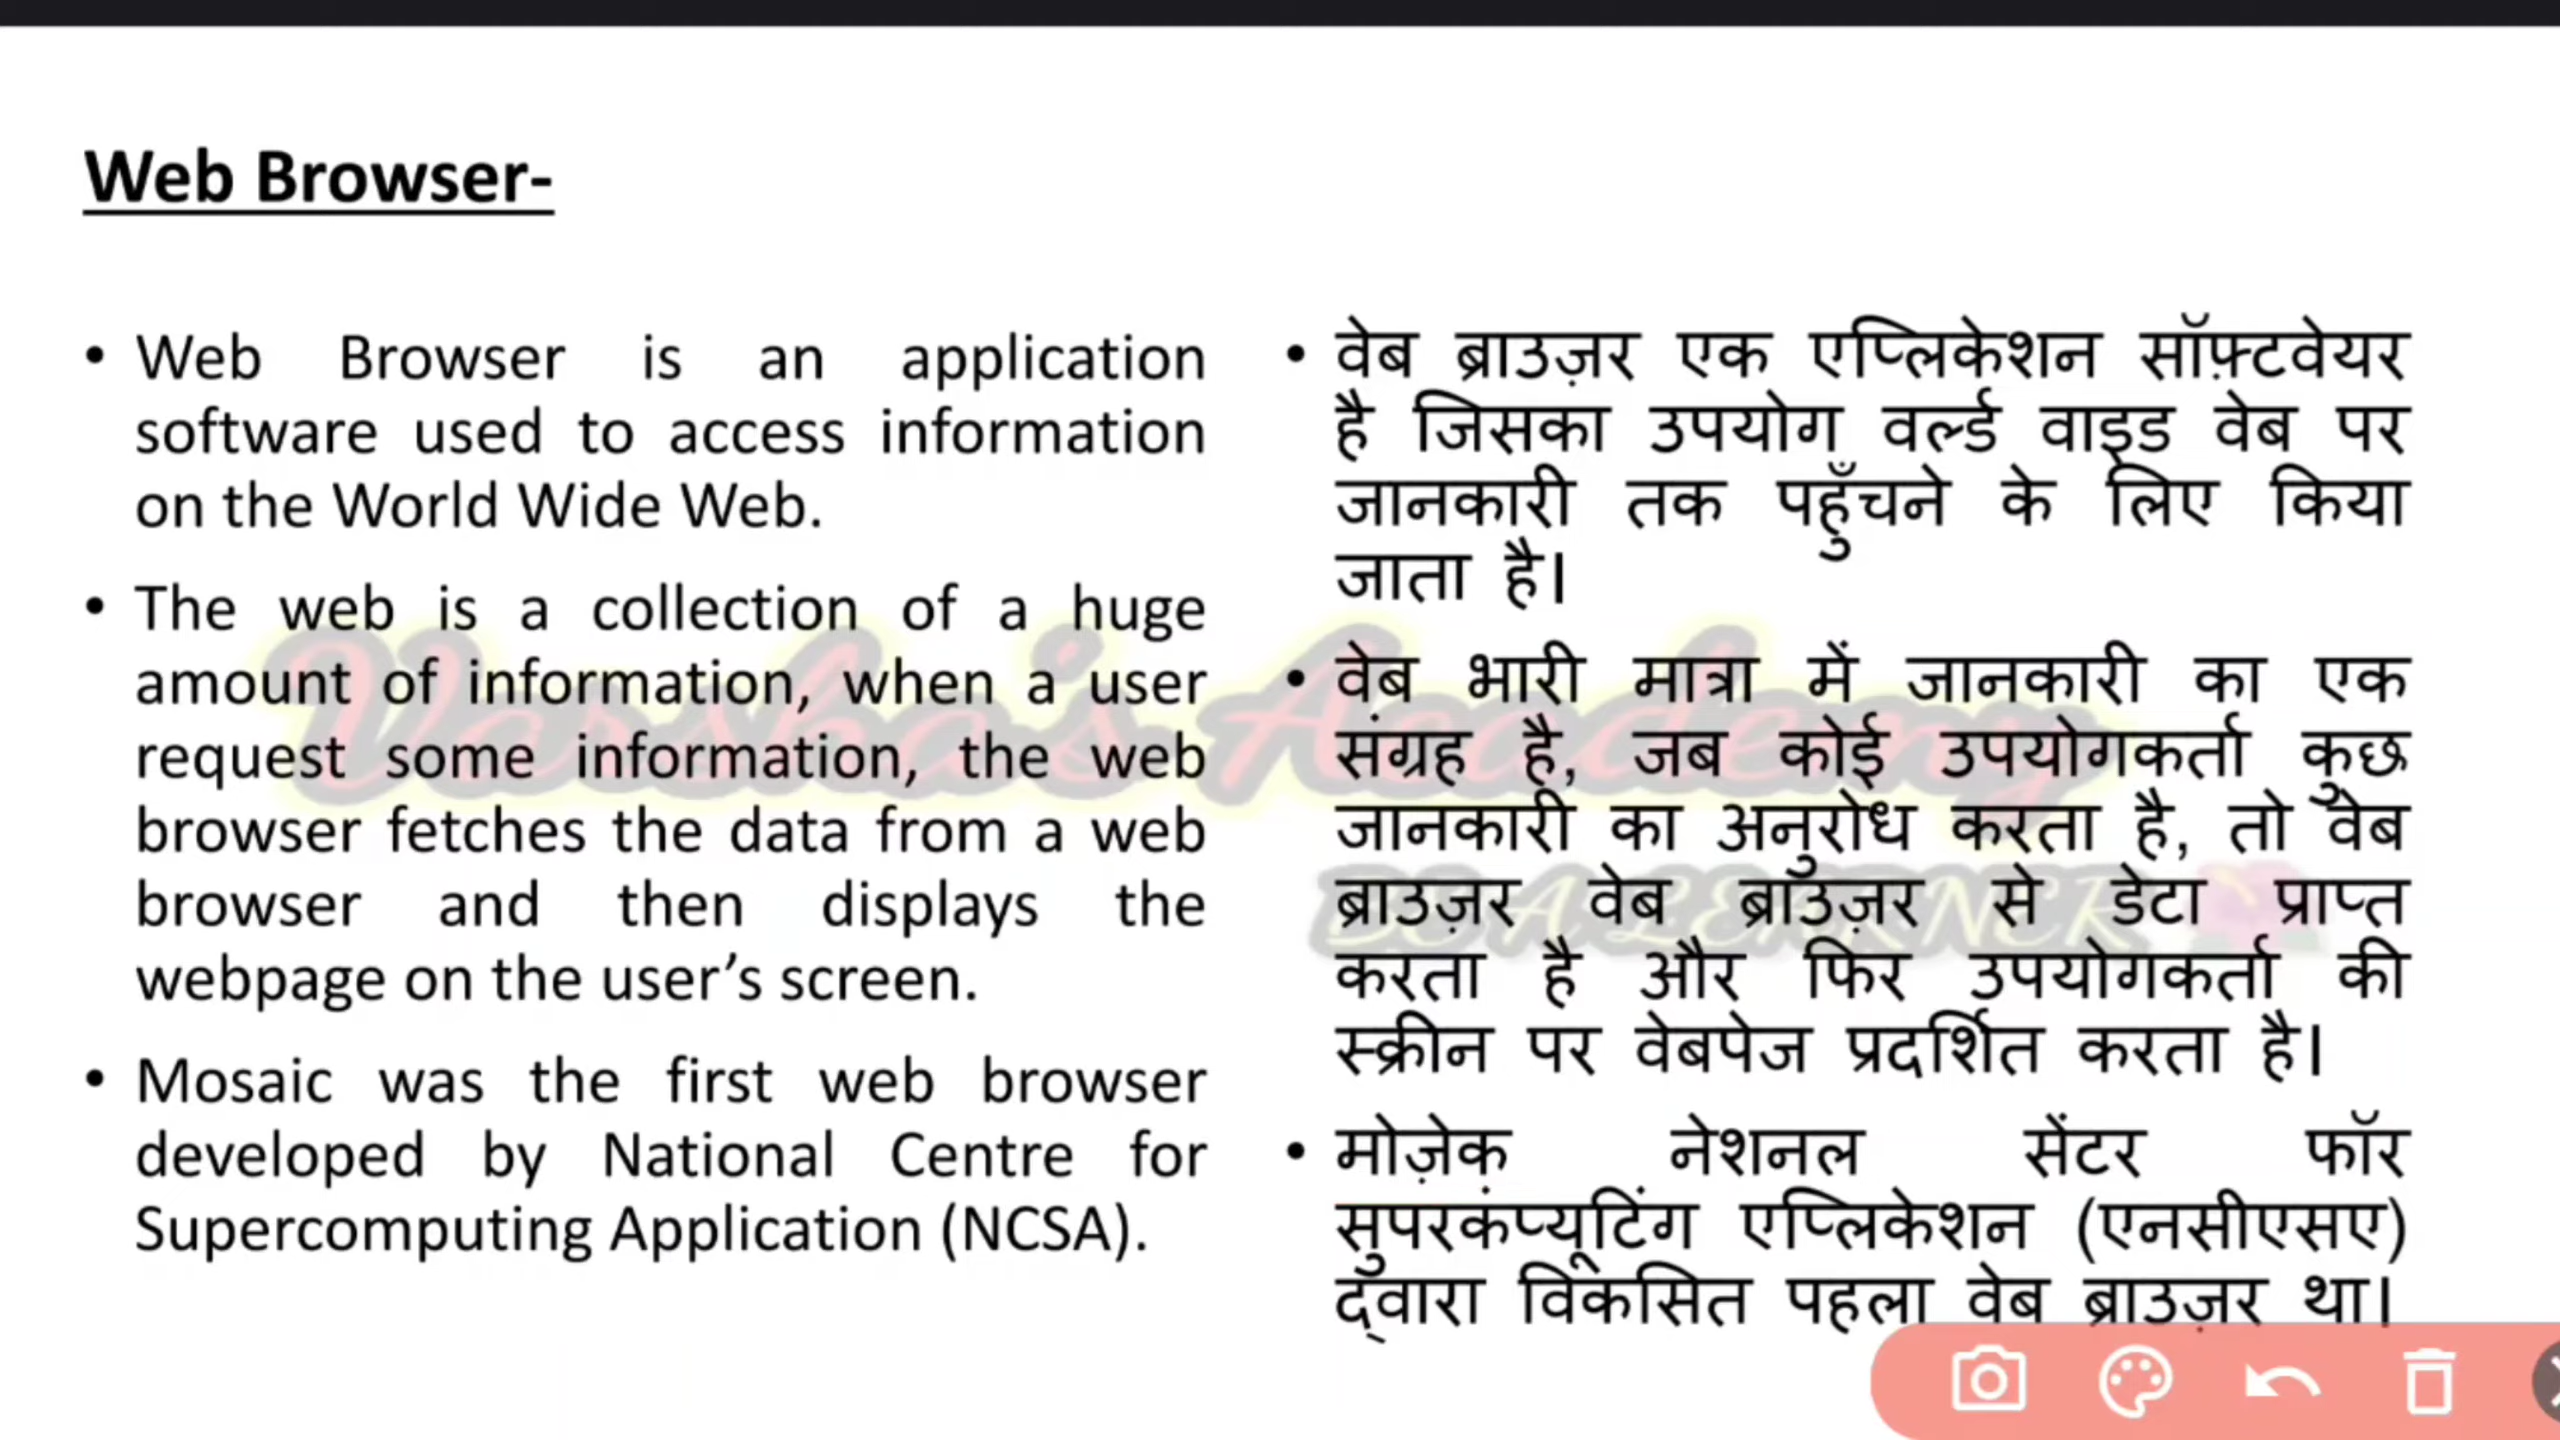 Web Browser-
• Web Browser is an application
software used to access information
on the World Wide Web.
• The web is a collection of a huge
amount of information, when a user
request some information, the web
browser fetches the data from a web
browser and then displays the
webpage on the user’s screen.
• Mosaic was the first web browser
developed by National Centre for
Supercomputing Application (NCSA).
• वेब ब्राउज़र एक एप्लिकेशन सॉफ़्टवेयर
है जिसका उपयोग वर्ल्ड वाइड वेब पर
जानकारी तक पहुँचने के लिए किया
जाता है।
• वेब भारी मात्रा में जानकारी का एक
संग्रह है, जब कोई उपयोगकर्ता कुछ
जानकारी का अनुरोध करता है, तो वेब
ब्राउज़र वेब ब्राउज़र से डेटा प्राप्त
करता है और फिर उपयोगकर्ता की
स्क्रीन पर वेबपेज प्रदर्शित करता है।
• मोज़ेक नेशनल सेंटर फॉर
सुपरकंप्यूटिंग एप्लिकेशन (एनसीएसए)
द्वारा विकसित पहला वेब ब्राउज़र था।
Varsha's Academy
BE A LEARNER